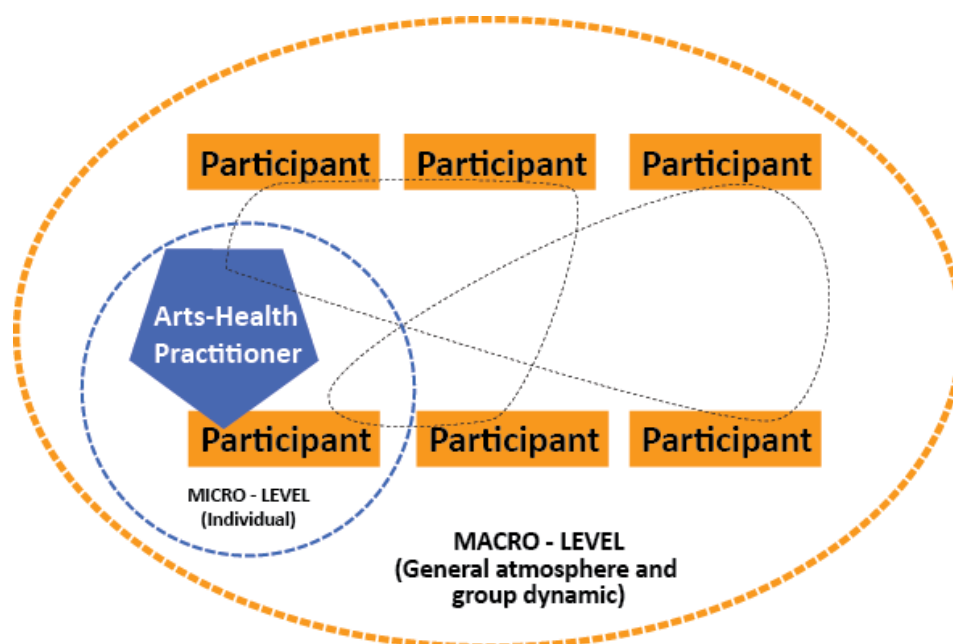 Participant
Participant
Participant
Arts-Health
Practitioner
Participant
Participant
Participant
MICRO - LEVEL
(Individual)
MACRO - LEVEL
(General atmosphere and
group dynamic)